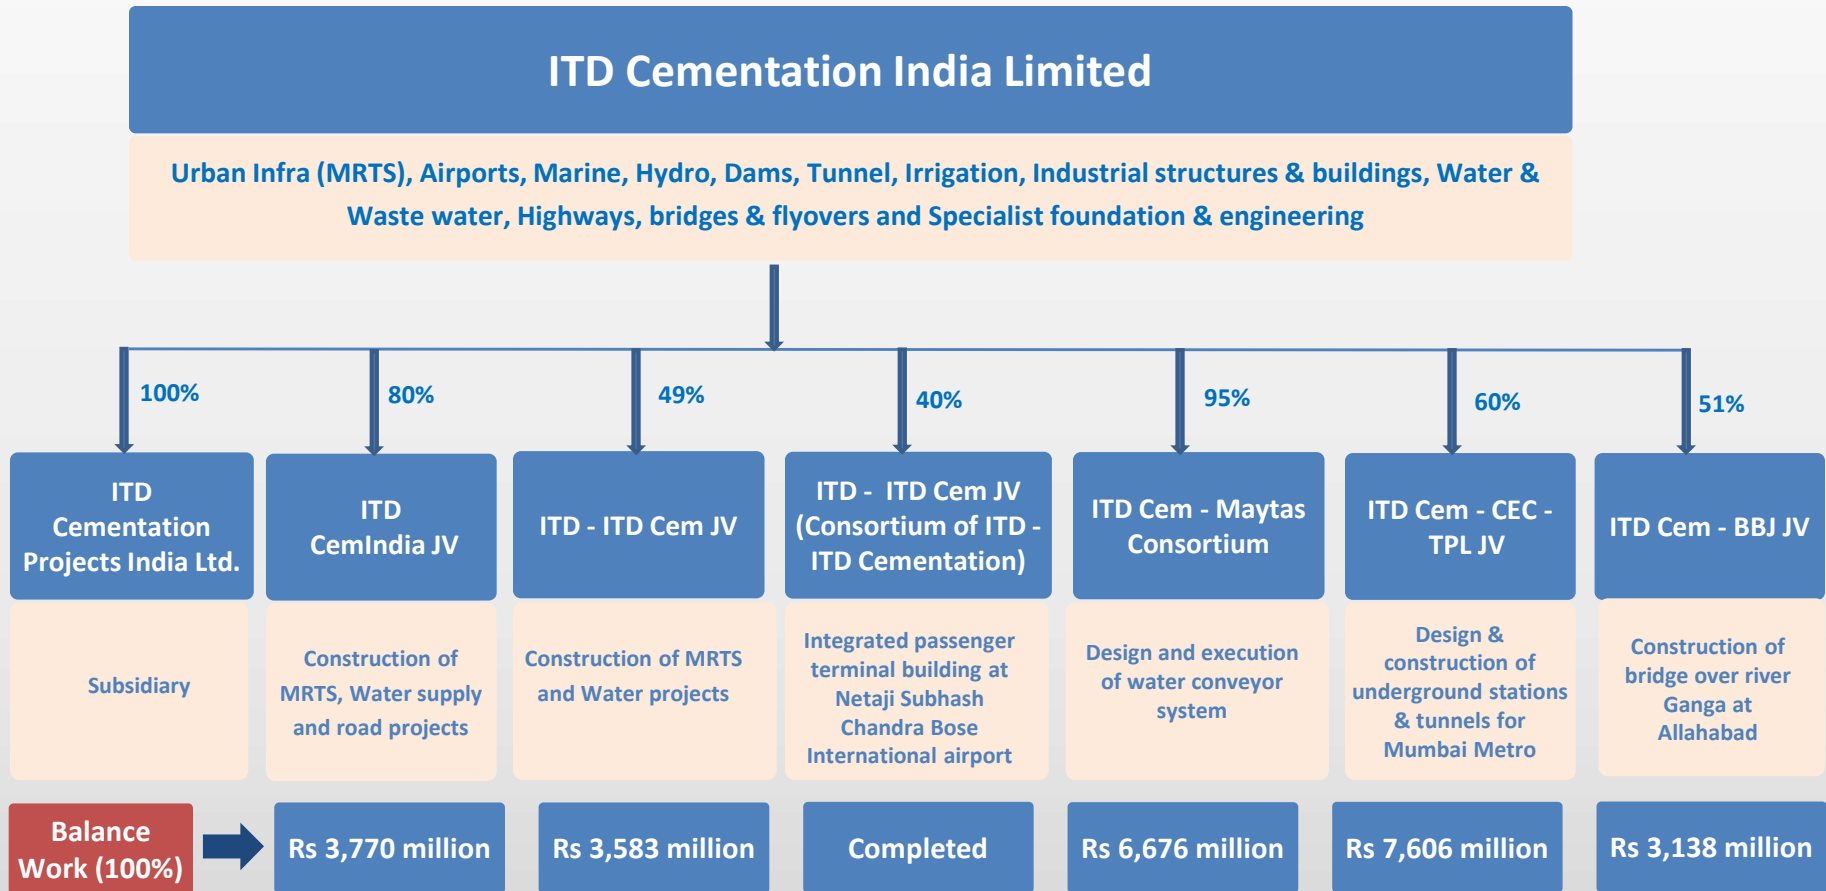 ITD Cementation India Limited
Urban Infra (MRTS), Airports, Marine, Hydro, Dams, Tunnel, Irrigation, Industrial structures & buildings, Water &
Waste water, Highways, bridges & flyovers and Specialist foundation & engineering
100%
80%
49%
40%
95%
60%
51%
ITD
Cementation
Projects India Ltd.
ITD
CemIndia JV
ITD - ITD Cem JV
ITD - ITD Cem JV
(Consortium of ITD -
ITD Cementation)
ITD Cem - Maytas
Consortium
ITD Cem - CEC -
TPL JV
ITD Cem - BBJ JV
Subsidiary
Construction of
MRTS, Water supply
and road projects
Construction of MRTS
and Water projects
Integrated passenger
terminal building at
Netaji Subhash
Chandra Bose
International airport
Design and execution
of water conveyor
system
Design &
construction of
underground stations
& tunnels for
Mumbai Metro
Construction of
bridge over river
Ganga at
Allahabad
Balance
Work (100%)
Rs 3,770 million
Rs 3,583 million
Completed
Rs 6,676 million
Rs 7,606 million
Rs 3,138 million